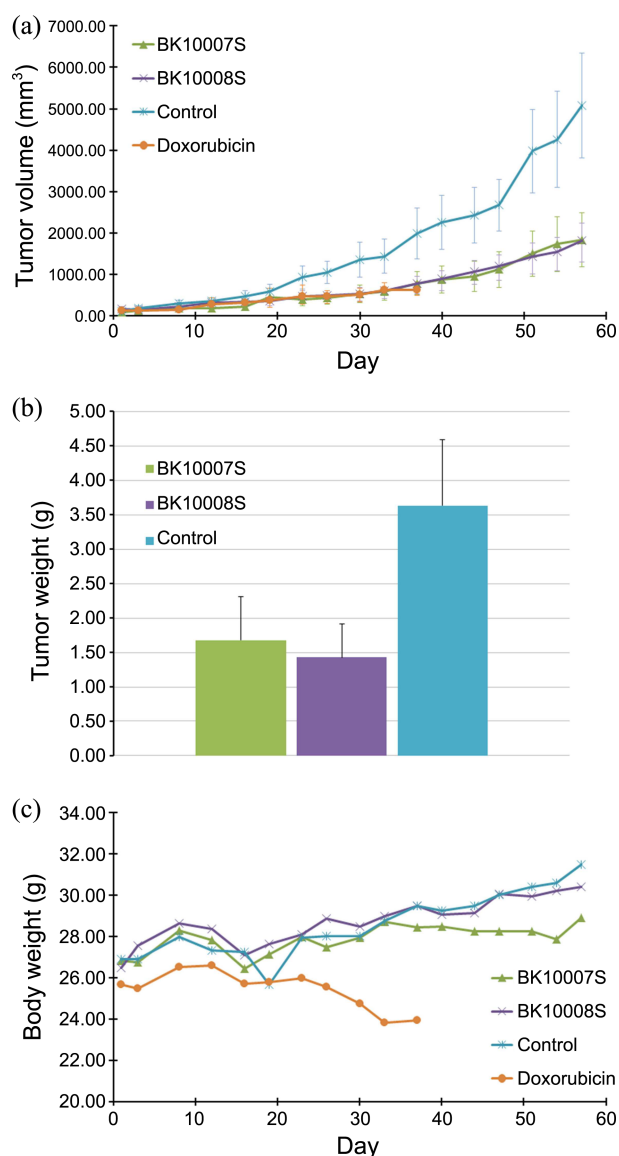 (a)
7000.00
6000.00
5000.00
4000.00
3000.00
2000.00
1000.00
0.00
Tumor volume (mm³)
BK10007S
BK10008S
Control
Doxorubicin
0 10 20 30 40 50 60
Day
(b)
5.00
4.50
4.00
3.50
3.00
2.50
2.00
1.50
1.00
0.50
0.00
Tumor weight (g)
BK10007S
BK10008S
Control
(c)
34.00
32.00
30.00
28.00
26.00
24.00
22.00
20.00
Body weight (g)
BK10007S
BK10008S
Control
Doxorubicin
0 10 20 30 40 50 60
Day